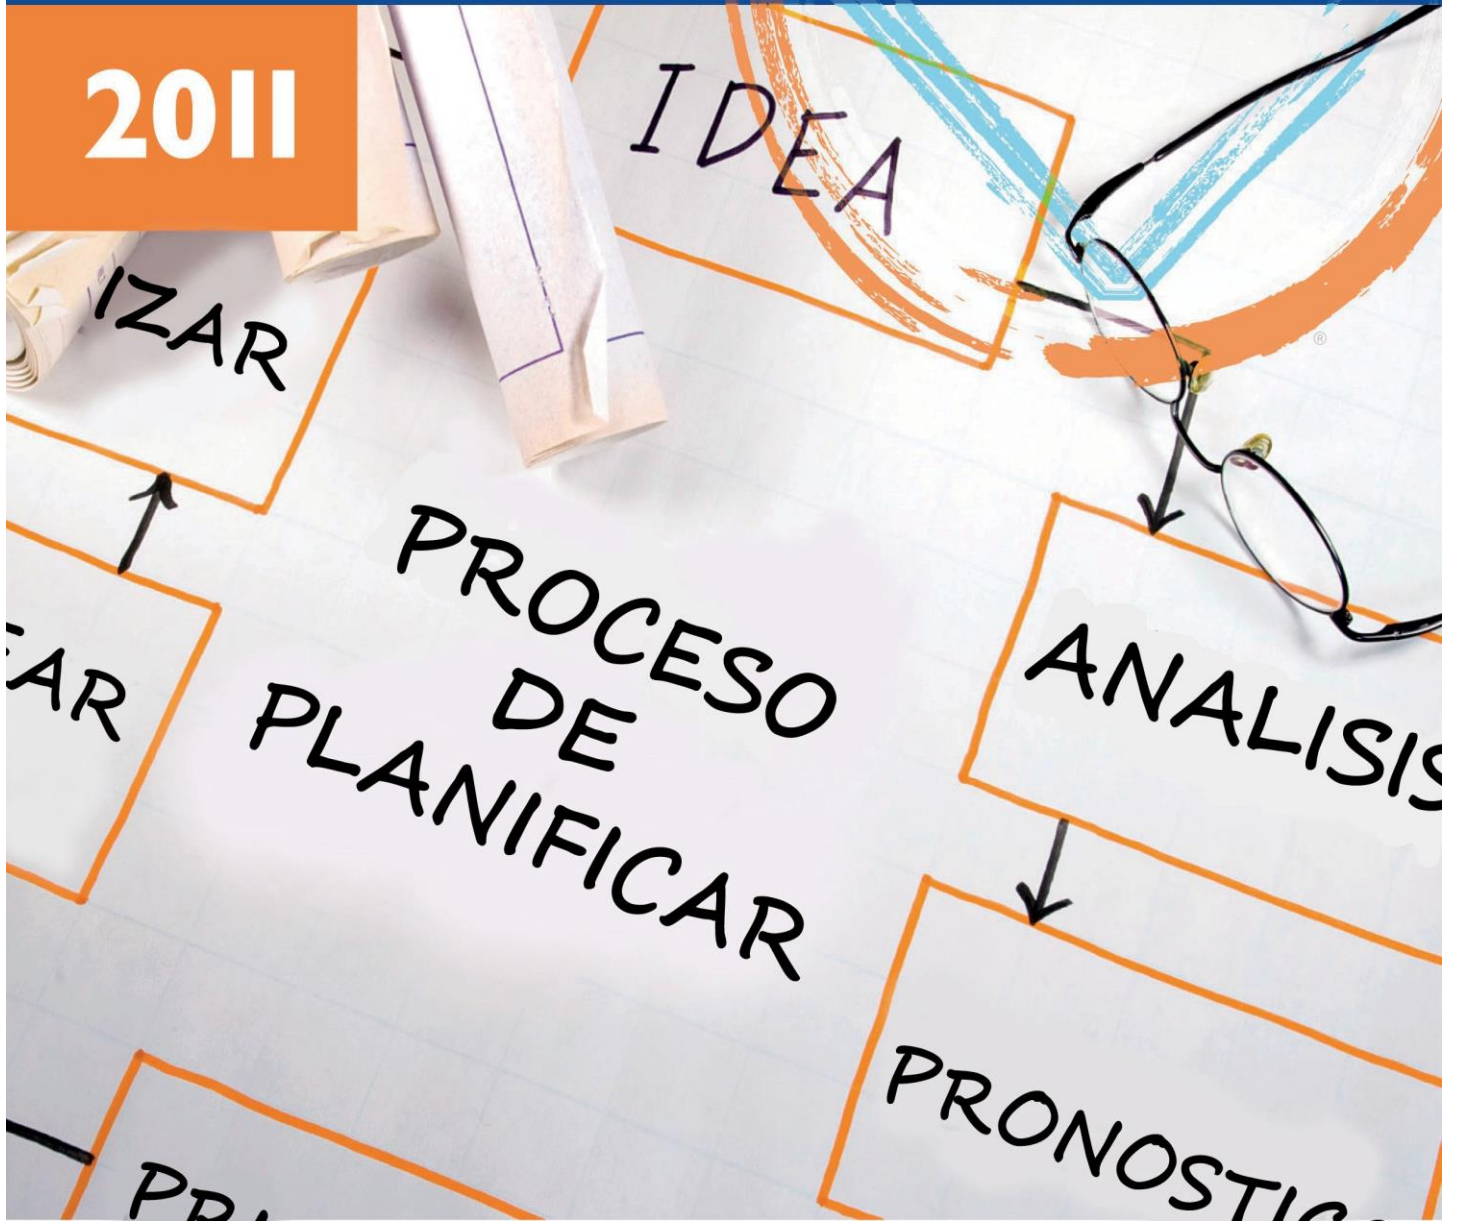 2011
IDEA
IZAR
PROCESO
DE
PLANIFICAR
ANALISIS
AR
PRONOSTIC
®